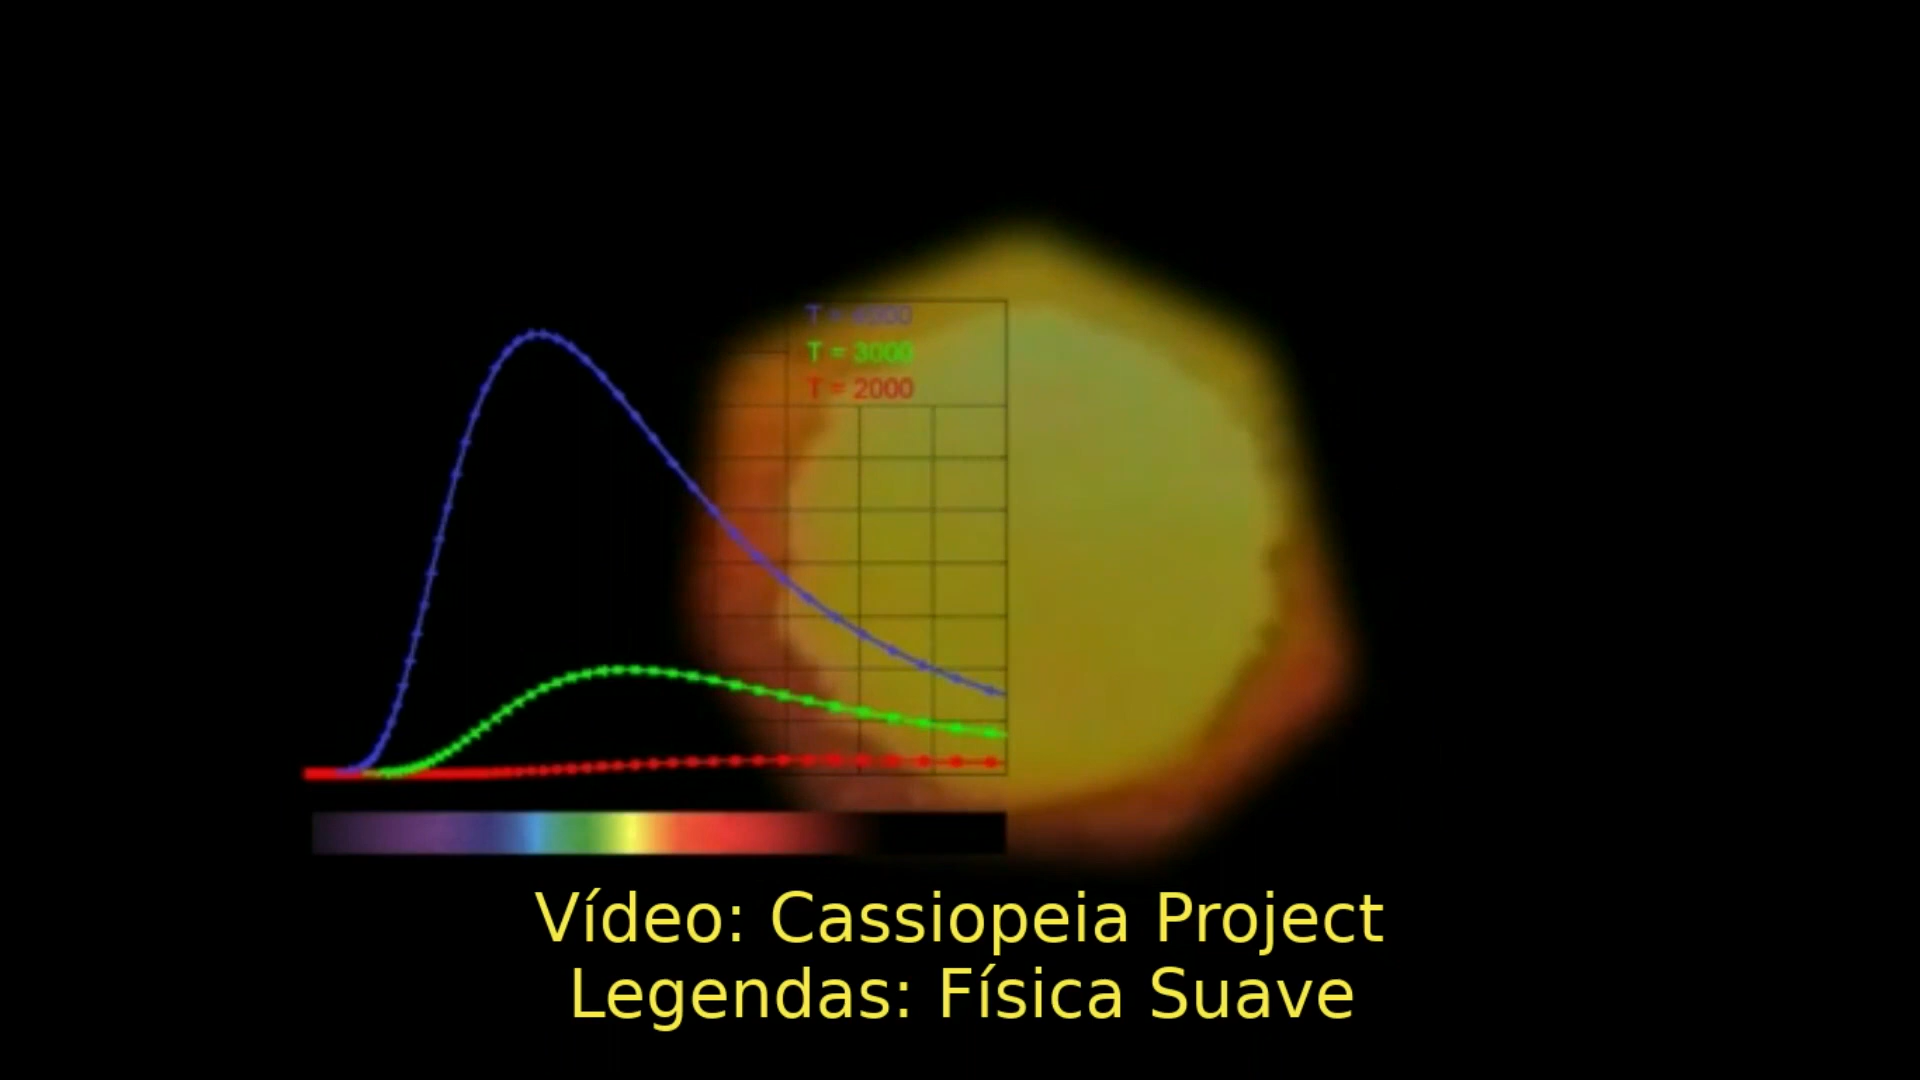 T = 3000
T = 2000
Vídeo: Cassiopeia Project
Legendas: Física Suave